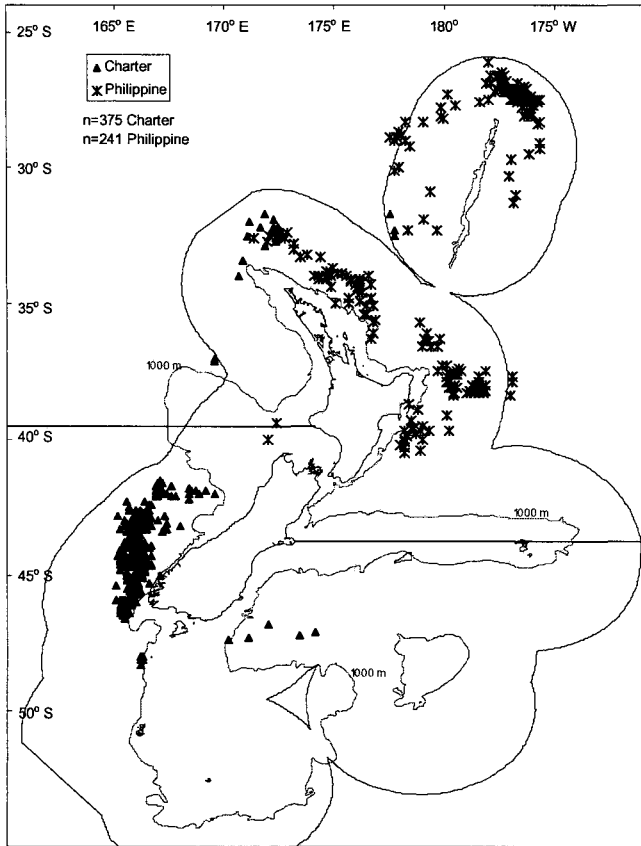 165° E 170° E 175° E 180° 175° W
25° S
Charter
Philippine
n=375 Charter
n=241 Philippine
30° S
35° S
1000 m
40° S
1000 m
45° S
1000 m
50° S